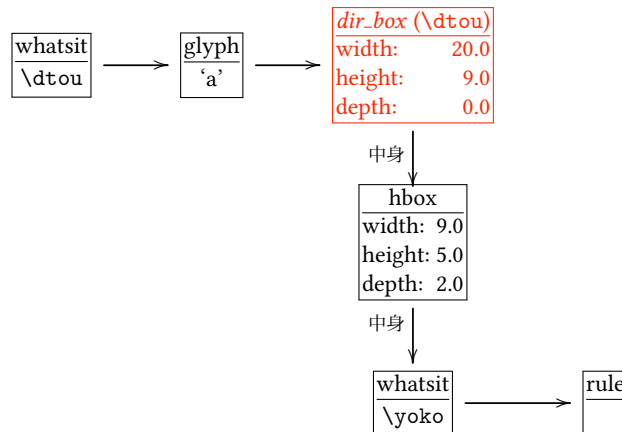 whatsit
\dtou
glyph
‘a’
dir_box (\dtou)
width: 20.0
height: 9.0
depth: 0.0
中身
hbox
width: 9.0
height: 5.0
depth: 2.0
中身
whatsit
\yoko
rule